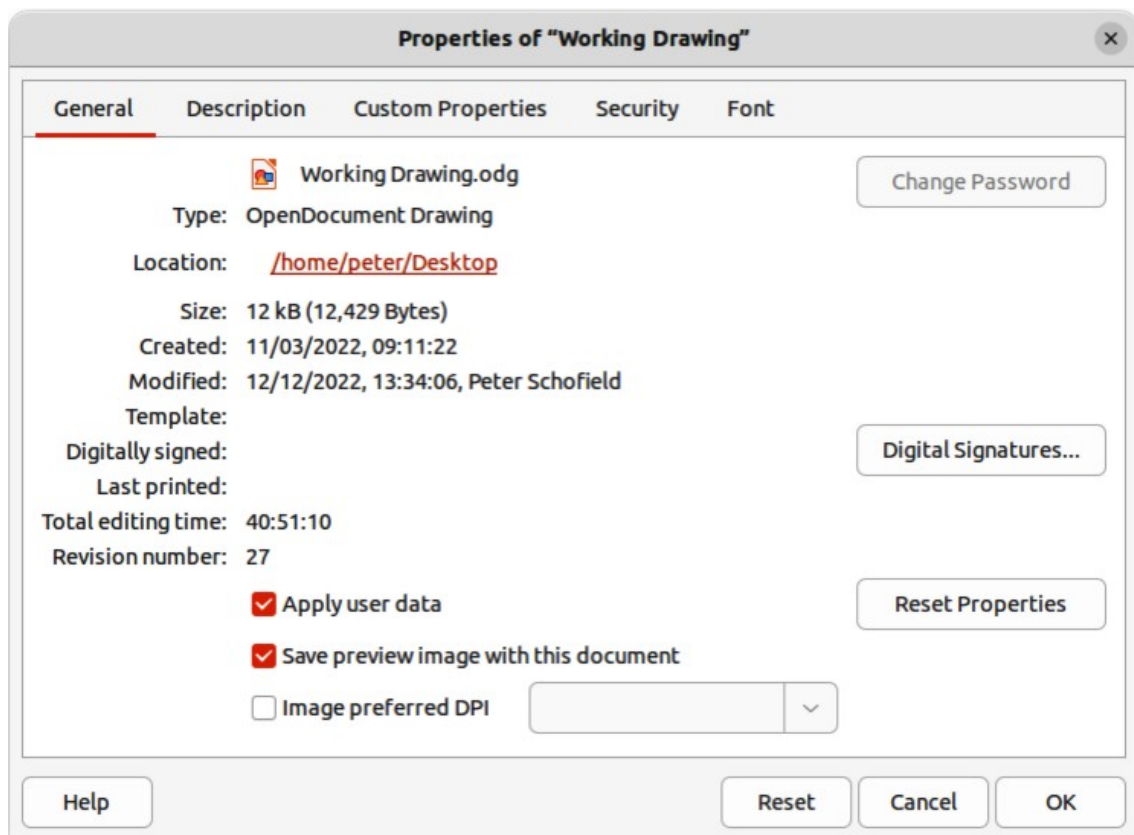 Properties of “Working Drawing”
General Description Custom Properties Security Font
Working Drawing.odg
Change Password
Type: OpenDocument Drawing
Location: /home/peter/Desktop
Size: 12 kB (12,429 Bytes)
Created: 11/03/2022, 09:11:22
Modified: 12/12/2022, 13:34:06, Peter Schofield
Template:
Digitally signed:
Digital Signatures...
Last printed:
Total editing time: 40:51:10
Revision number: 27
Apply user data
Reset Properties
Save preview image with this document
Image preferred DPI
Help Reset Cancel OK